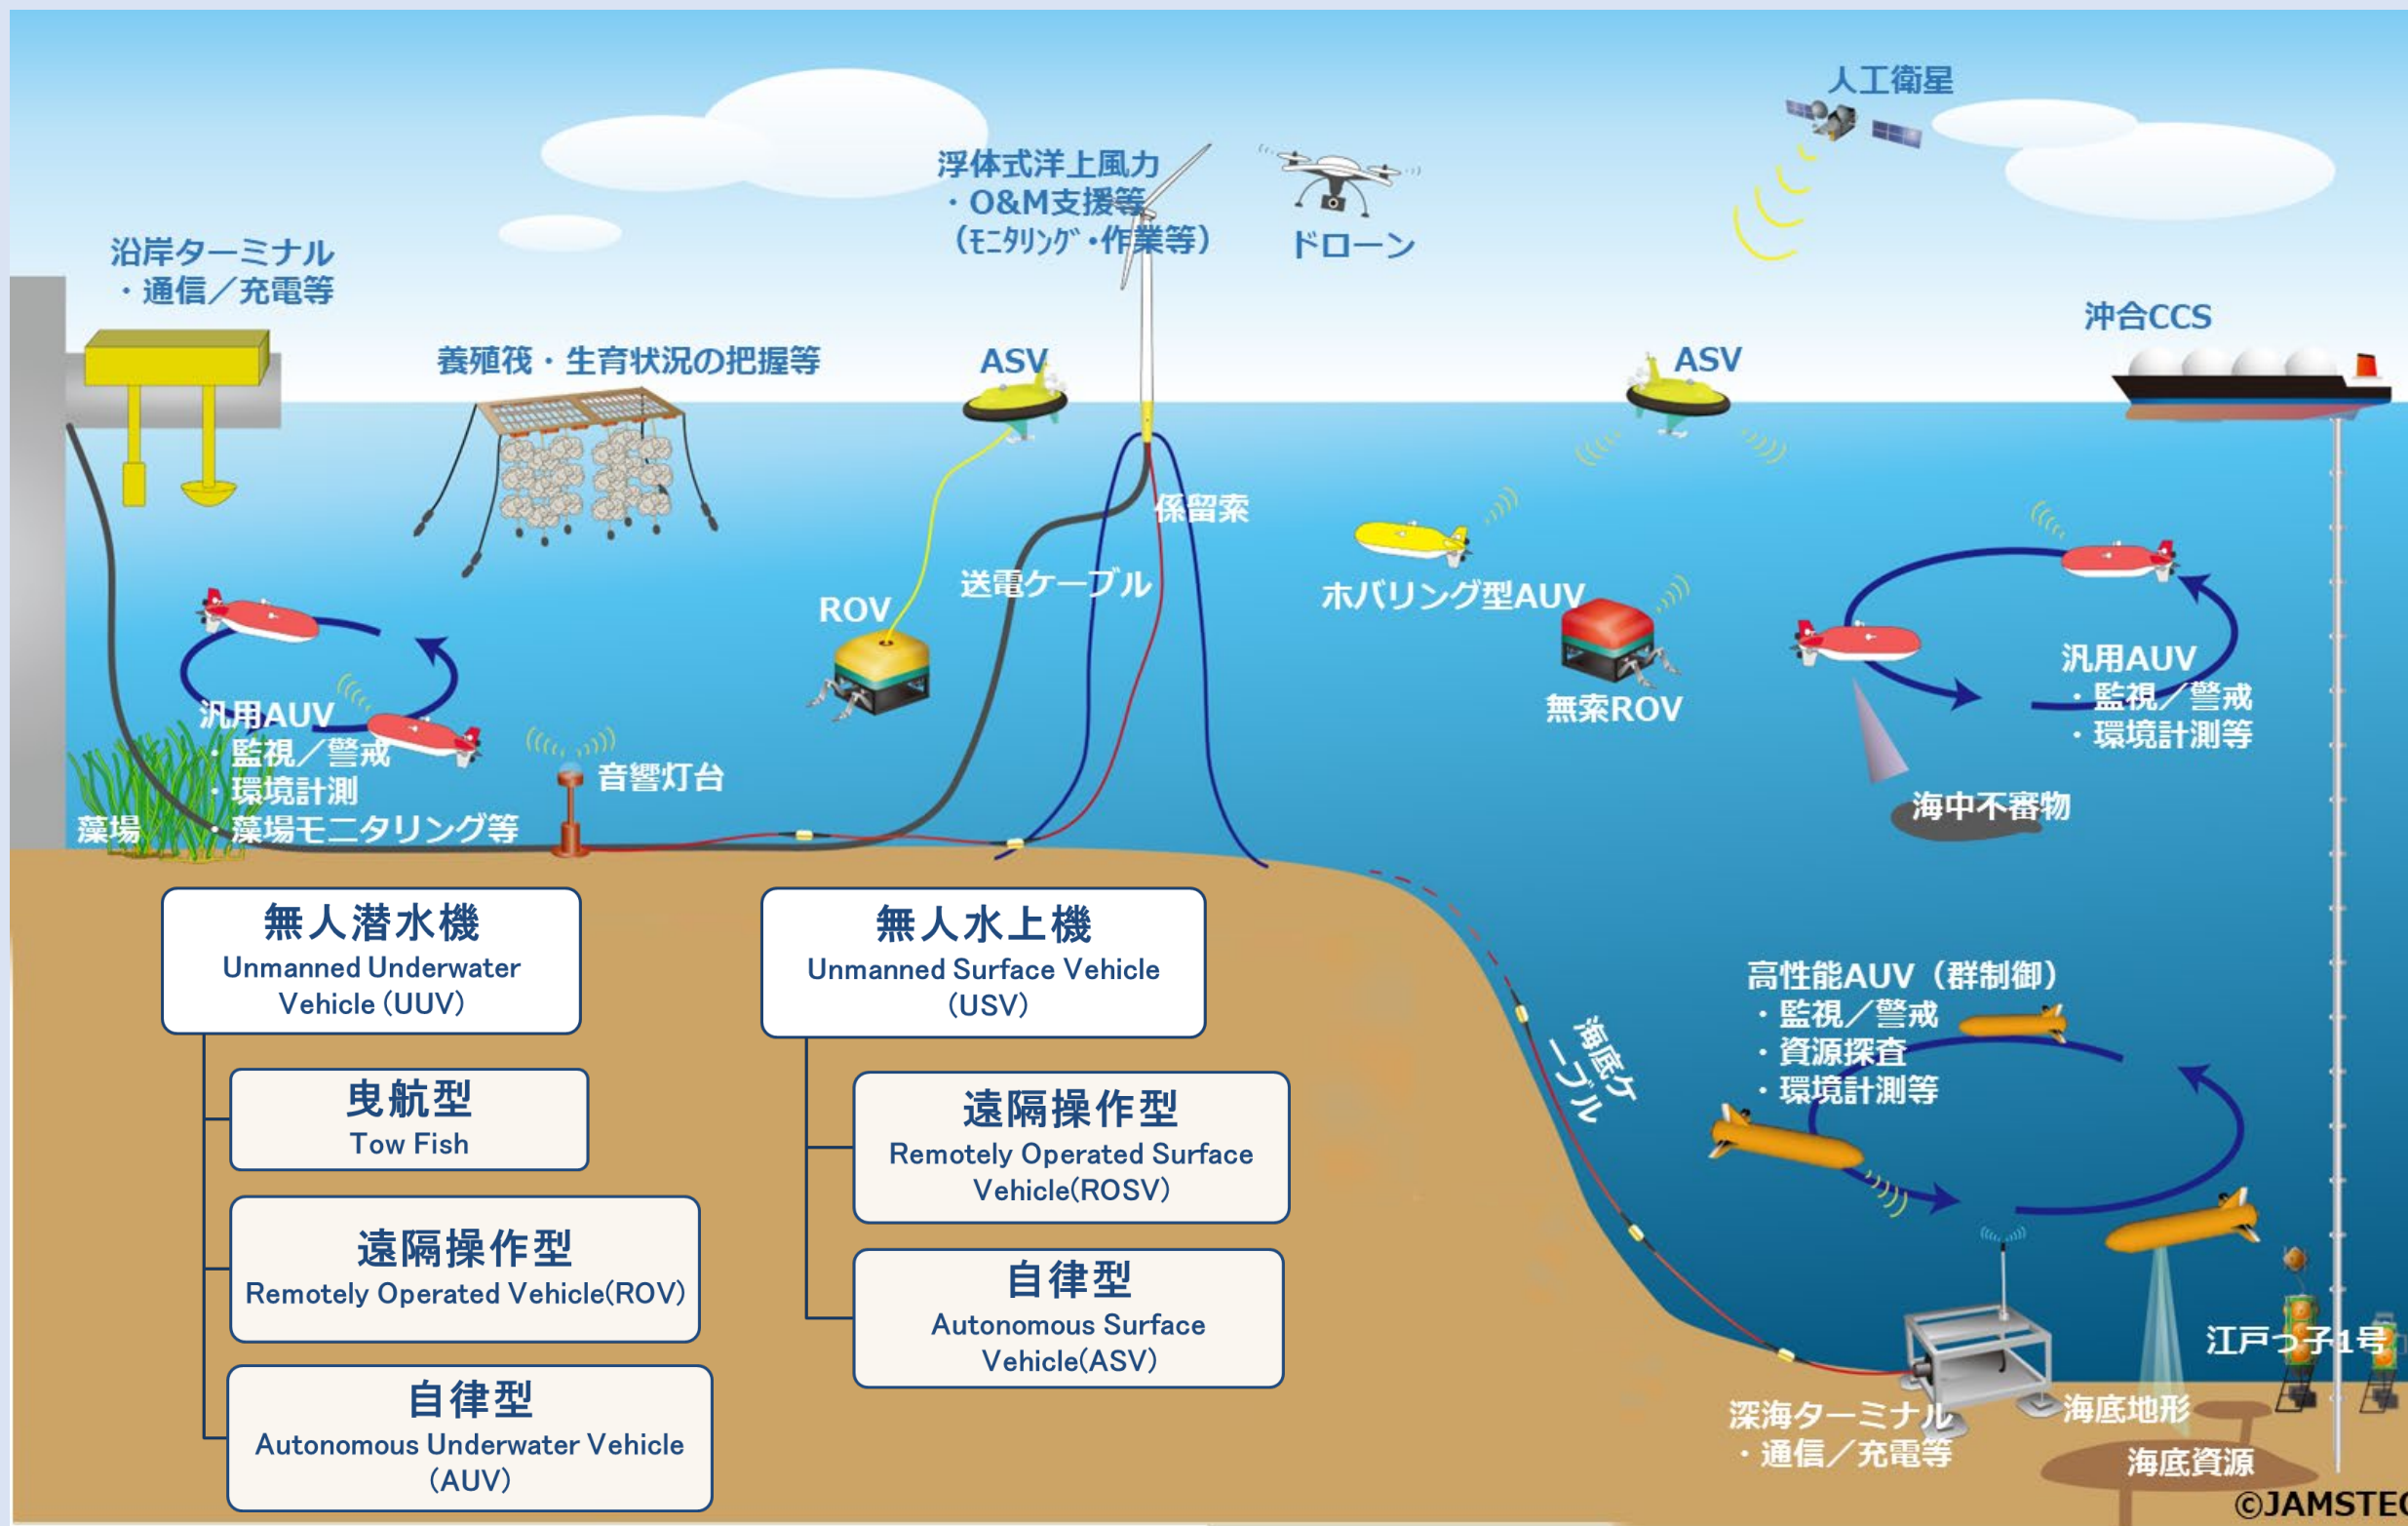 人工衛星
浮体式洋上風力
・O&M支援等
（ﾓﾆﾀﾘﾝｸﾞ・作業等）
ドローン
沿岸ターミナル
・通信／充電等
沖合CCS
養殖筏・生育状況の把握等
ASV
ASV
係留索
送電ケーブル
ROV
ホバリング型AUV
無索ROV
汎用AUV
・監視／警戒
・環境計測等
汎用AUV
・監視／警戒
・環境計測
・藻場モニタリング等
藻場
音響灯台
海中不審物
無人潜水機
Unmanned Underwater
Vehicle (UUV)
曳航型
Tow Fish
遠隔操作型
Remotely Operated Vehicle(ROV)
自律型
Autonomous Underwater Vehicle
(AUV)
無人水上機
Unmanned Surface Vehicle
(USV)
遠隔操作型
Remotely Operated Surface
Vehicle(ROSV)
自律型
Autonomous Surface
Vehicle(ASV)
海底ケ
ーブル
高性能AUV（群制御）
・監視／警戒
・資源探査
・環境計測等
江戸っ子1号
深海ターミナル
・通信／充電等
海底地形
海底資源
©JAMSTEC